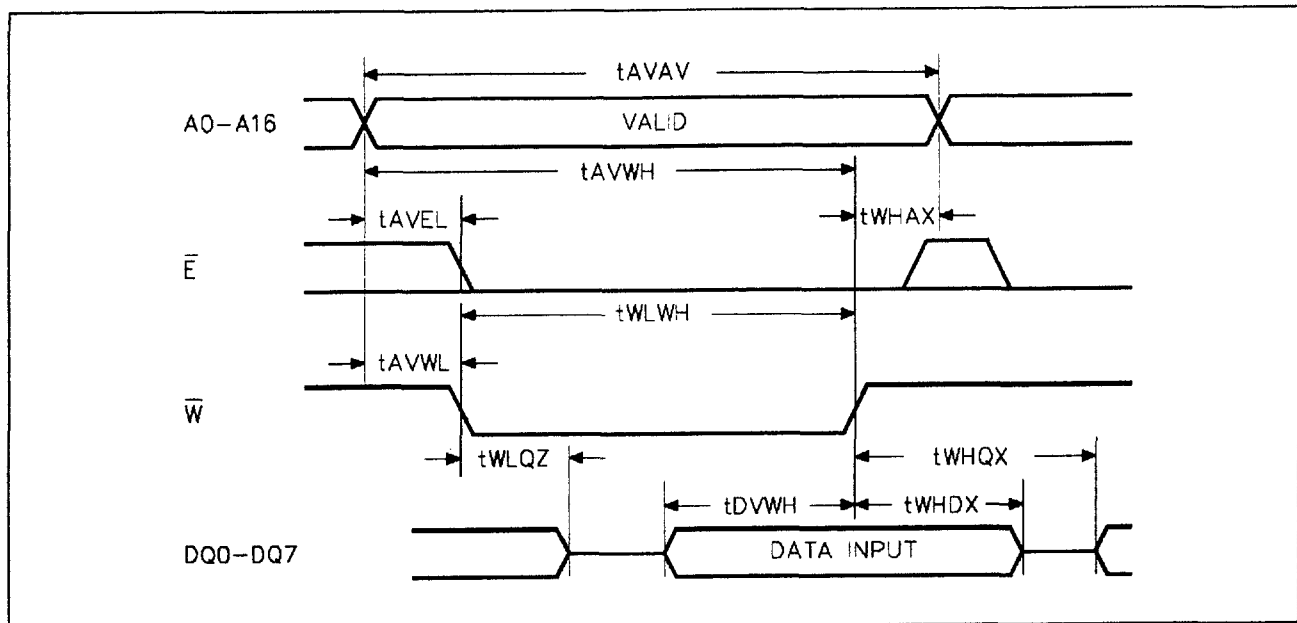 tAVAV
A0-A16
VALID
tAVWH
tAVEL
tWHAX
E̅
tWLWH
tAVWL
W̅
tWLQZ
tWHQX
tDVWH
tWHDX
DQ0-DQ7
DATA INPUT